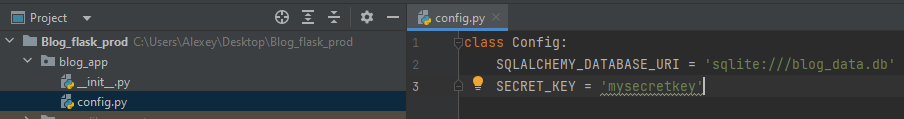 Project
config.py
Blog_flask_prod C:\Users\Alexey\Desktop\Blog_flask_prod
blog_app
__init__.py
config.py
1 class Config:
2 SQLALCHEMY_DATABASE_URI = 'sqlite:///blog_data.db'
3 SECRET_KEY = 'mysecretkey'